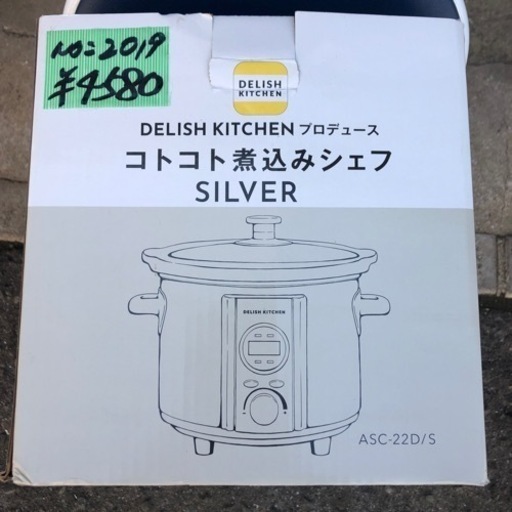 No:2019
¥4580
DELISH
KITCHEN
DELISH KITCHEN プロデュース
コトコト煮込みシェフ
SILVER
DELISH KITCHEN
ASC-22D/S